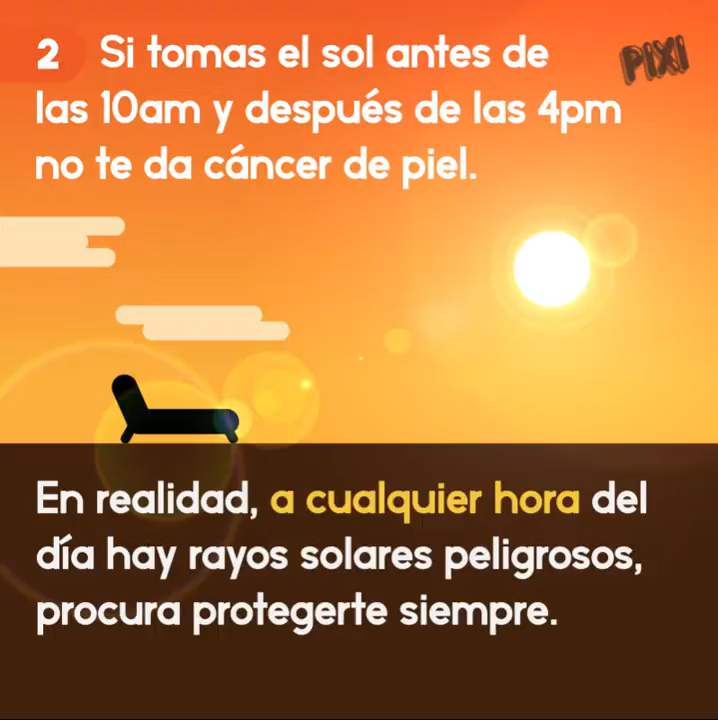 2 Si tomas el sol antes de
PIXI
las 10am y después de las 4pm
no te da cáncer de piel.
En realidad, a cualquier hora del
día hay rayos solares peligrosos,
procura protegerte siempre.